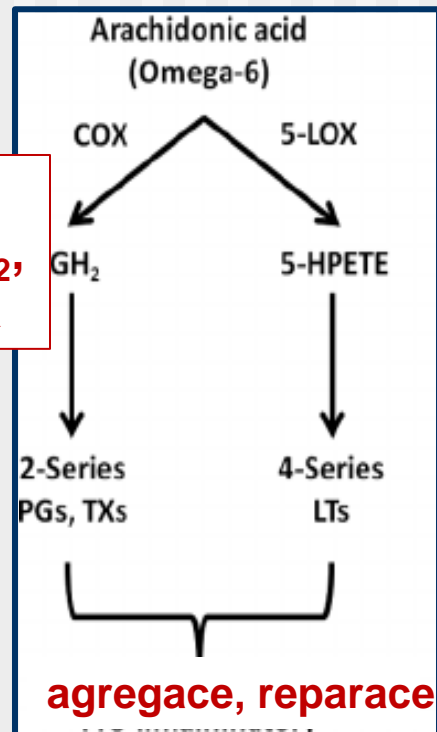 Arachidonic acid
(Omega-6)
COX 5-LOX
2,
GH₂ 5-HPETE
2-Series 4-Series
PGs, TXs LTs
agregace, reparace